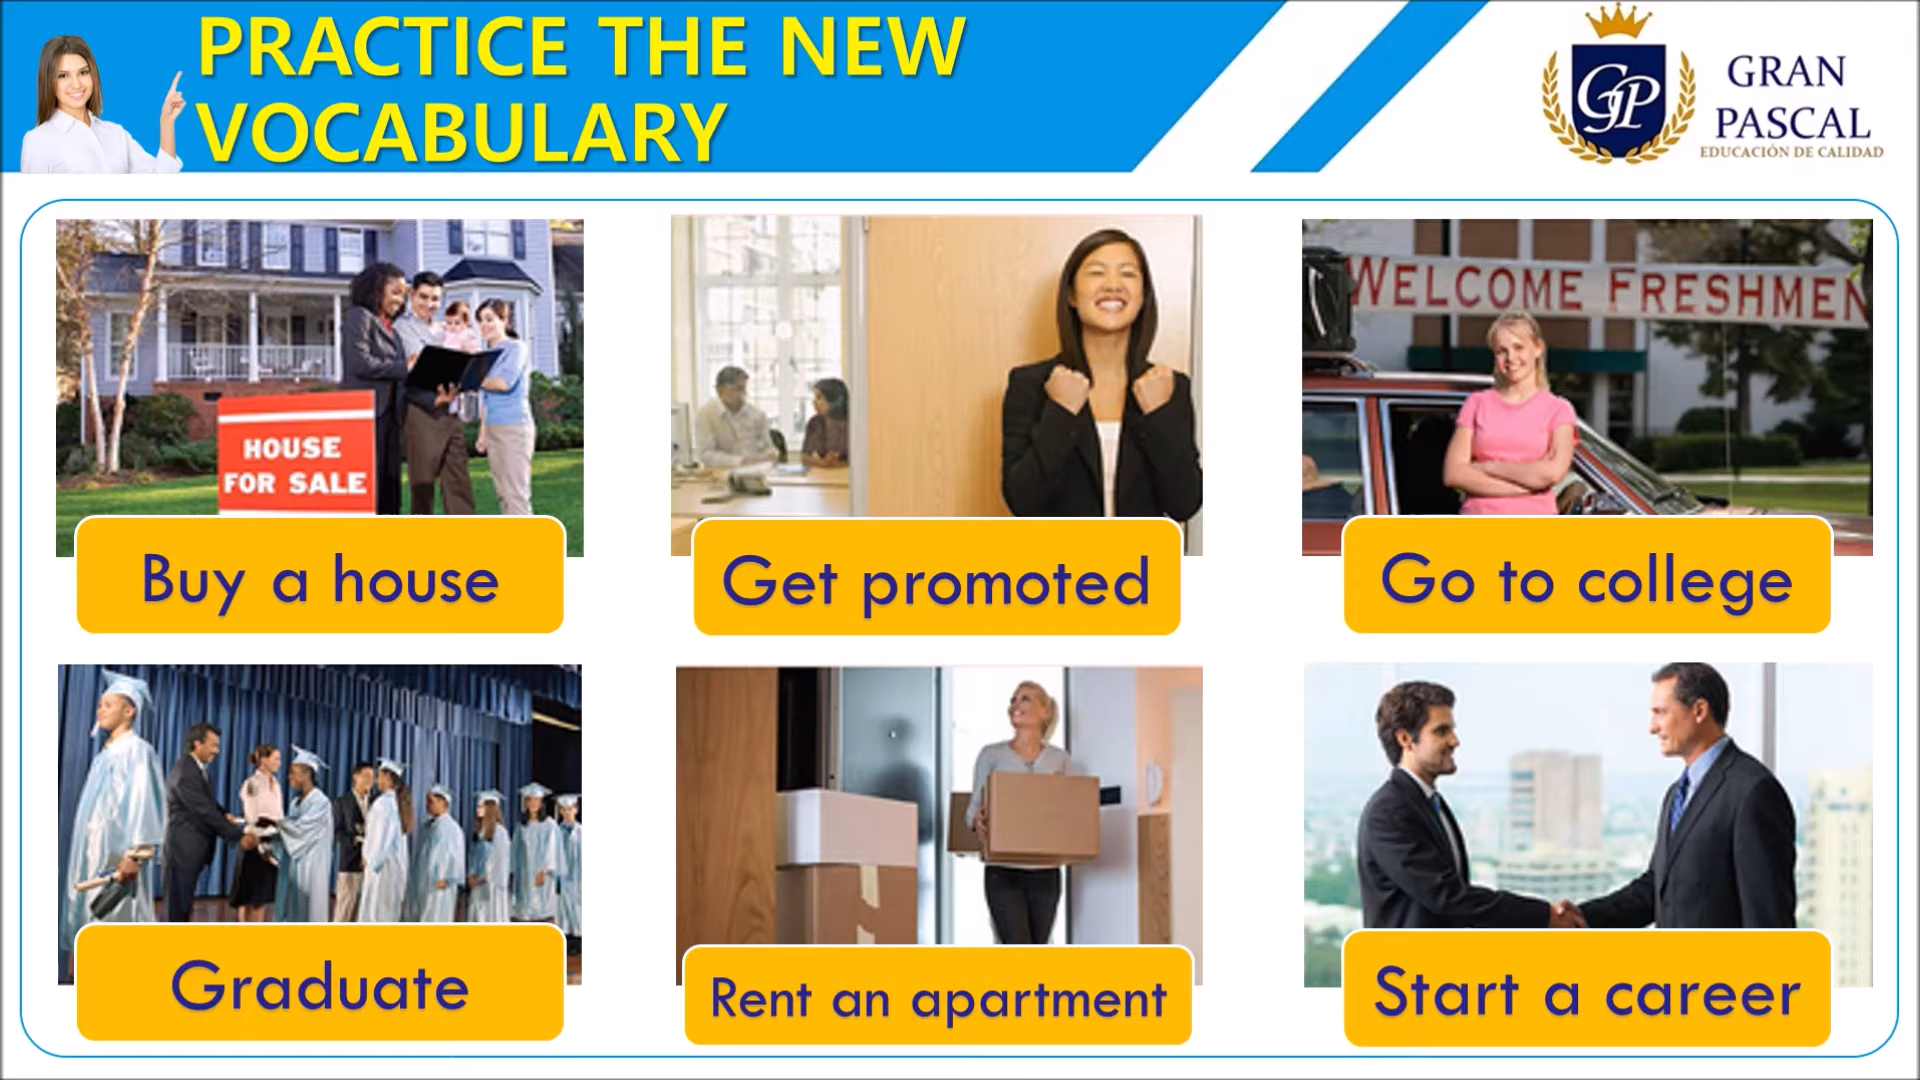 PRACTICE THE NEW
VOCABULARY
GP
GRAN
PASCAL
EDUCACIÓN DE CALIDAD
HOUSE
FOR SALE
Buy a house
Get promoted
WELCOME FRESHMEN
Go to college
Graduate
Rent an apartment
Start a career